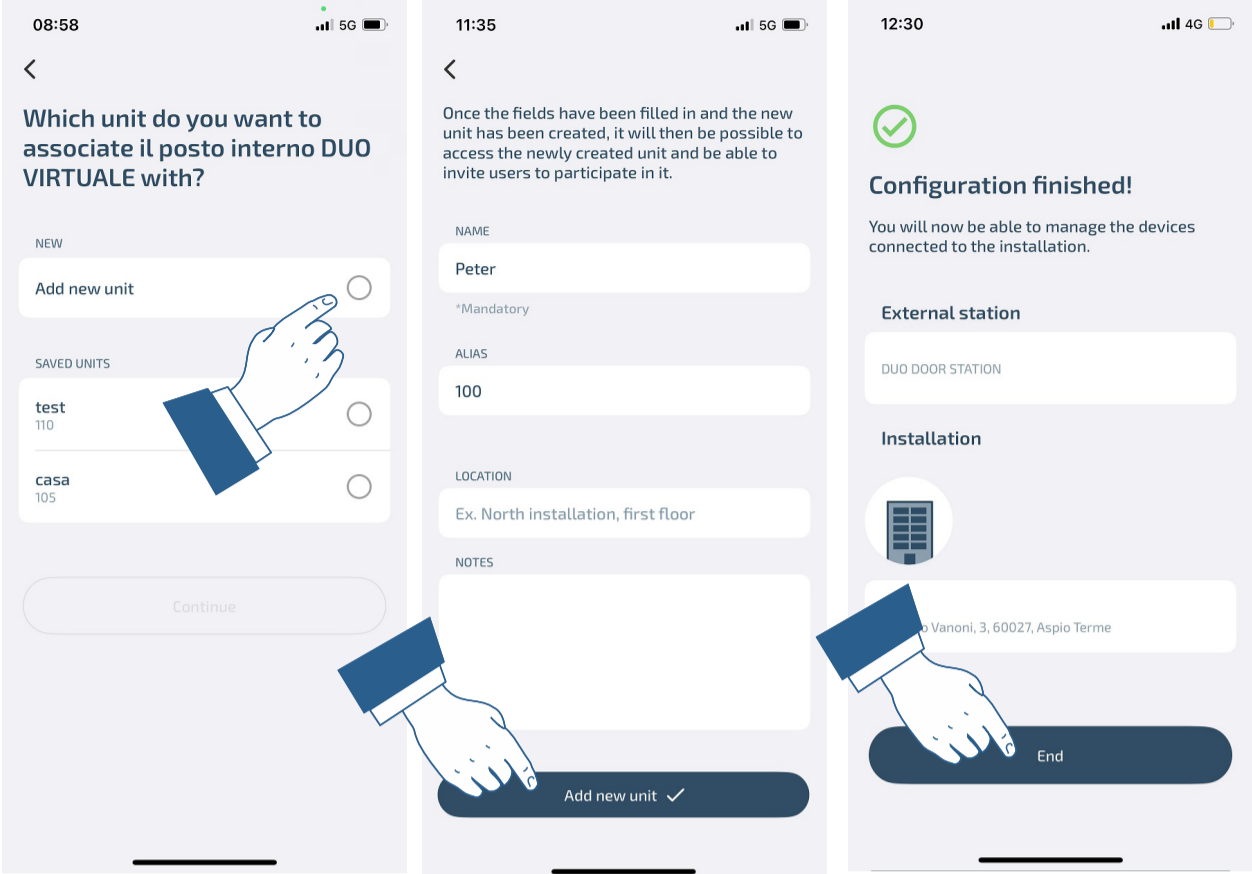 08:58
5G
Which unit do you want to
associate il posto interno DUO
VIRTUALE with?
NEW
Add new unit
SAVED UNITS
test
110
casa
105
Continue
11:35
5G
Once the fields have been filled in and the new
unit has been created, it will then be possible to
access the newly created unit and be able to
invite users to participate in it.
NAME
Peter
*Mandatory
ALIAS
100
LOCATION
Ex. North installation, first floor
NOTES
Add new unit
12:30
4G
Configuration finished!
You will now be able to manage the devices
connected to the installation.
External station
DUO DOOR STATION
Installation
Vanoni, 3, 60027, Aspio Terme
End